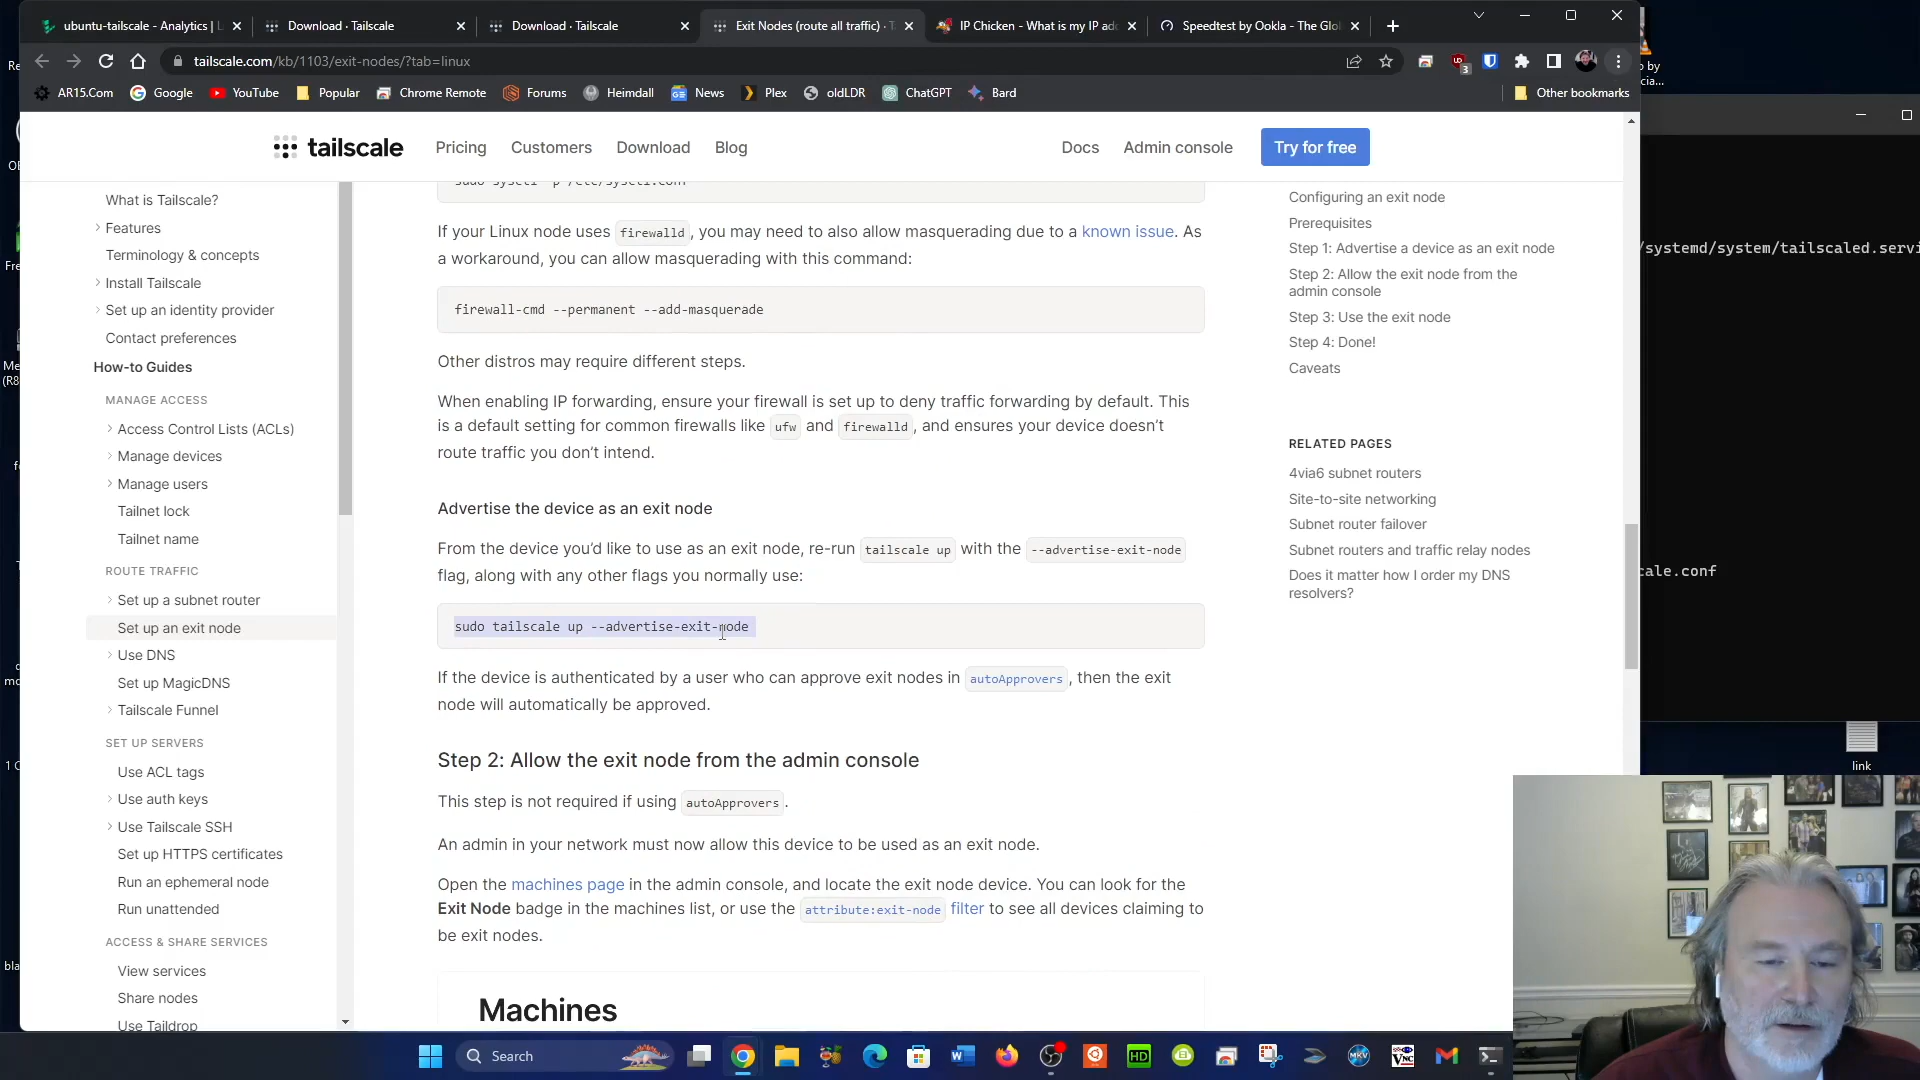 ubuntu-tailscale - Analytics | L
Download · Tailscale
Download · Tailscale
Exit Nodes (route all traffic) · T
IP Chicken - What is my IP ad
Speedtest by Ookla - The Glo
tailscale.com/kb/1103/exit-nodes/?tab=linux
3
AR15.Com
Google
YouTube
Popular
Chrome Remote
Forums
Heimdall
News
Plex
oldLDR
ChatGPT
Bard
Other bookmarks
tailscale
Pricing
Customers
Download
Blog
Docs
Admin console
Try for free
What is Tailscale?
Features
Terminology & concepts
Install Tailscale
Set up an identity provider
Contact preferences
How-to Guides
MANAGE ACCESS
Access Control Lists (ACLs)
Manage devices
Manage users
Tailnet lock
Tailnet name
ROUTE TRAFFIC
Set up a subnet router
Set up an exit node
Use DNS
Set up MagicDNS
Tailscale Funnel
SET UP SERVERS
Use ACL tags
Use auth keys
Use Tailscale SSH
Set up HTTPS certificates
Run an ephemeral node
Run unattended
ACCESS & SHARE SERVICES
View services
Share nodes
Use Taildrop
sudo sysctl -p /etc/sysctl.conf
If your Linux node uses firewalld, you may need to also allow masquerading due to a known issue. As
a workaround, you can allow masquerading with this command:
firewall-cmd --permanent --add-masquerade
Other distros may require different steps.
When enabling IP forwarding, ensure your firewall is set up to deny traffic forwarding by default. This
is a default setting for common firewalls like ufw and firewalld, and ensures your device doesn't
route traffic you don't intend.
Advertise the device as an exit node
From the device you'd like to use as an exit node, re-run tailscale up with the --advertise-exit-node
flag, along with any other flags you normally use:
sudo tailscale up --advertise-exit-node
If the device is authenticated by a user who can approve exit nodes in autoApprovers, then the exit
node will automatically be approved.
Step 2: Allow the exit node from the admin console
This step is not required if using autoApprovers.
An admin in your network must now allow this device to be used as an exit node.
Open the machines page in the admin console, and locate the exit node device. You can look for the
Exit Node badge in the machines list, or use the attribute:exit-node filter to see all devices claiming to
be exit nodes.
Machines
Configuring an exit node
Prerequisites
Step 1: Advertise a device as an exit node
Step 2: Allow the exit node from the
admin console
Step 3: Use the exit node
Step 4: Done!
Caveats
RELATED PAGES
4via6 subnet routers
Site-to-site networking
Subnet router failover
Subnet routers and traffic relay nodes
Does it matter how I order my DNS
resolvers?
/systemd/system/tailscaled.servi
cale.conf
link
Search
HD
MKV
VNC